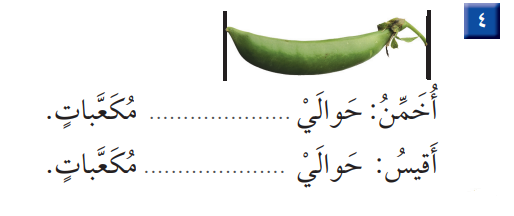 ٤
أُخَمِّنُ: حَوالَيْ ..................... مُكَعَّباتٍ.
أَقيسُ: حَوالَيْ ..................... مُكَعَّباتٍ.